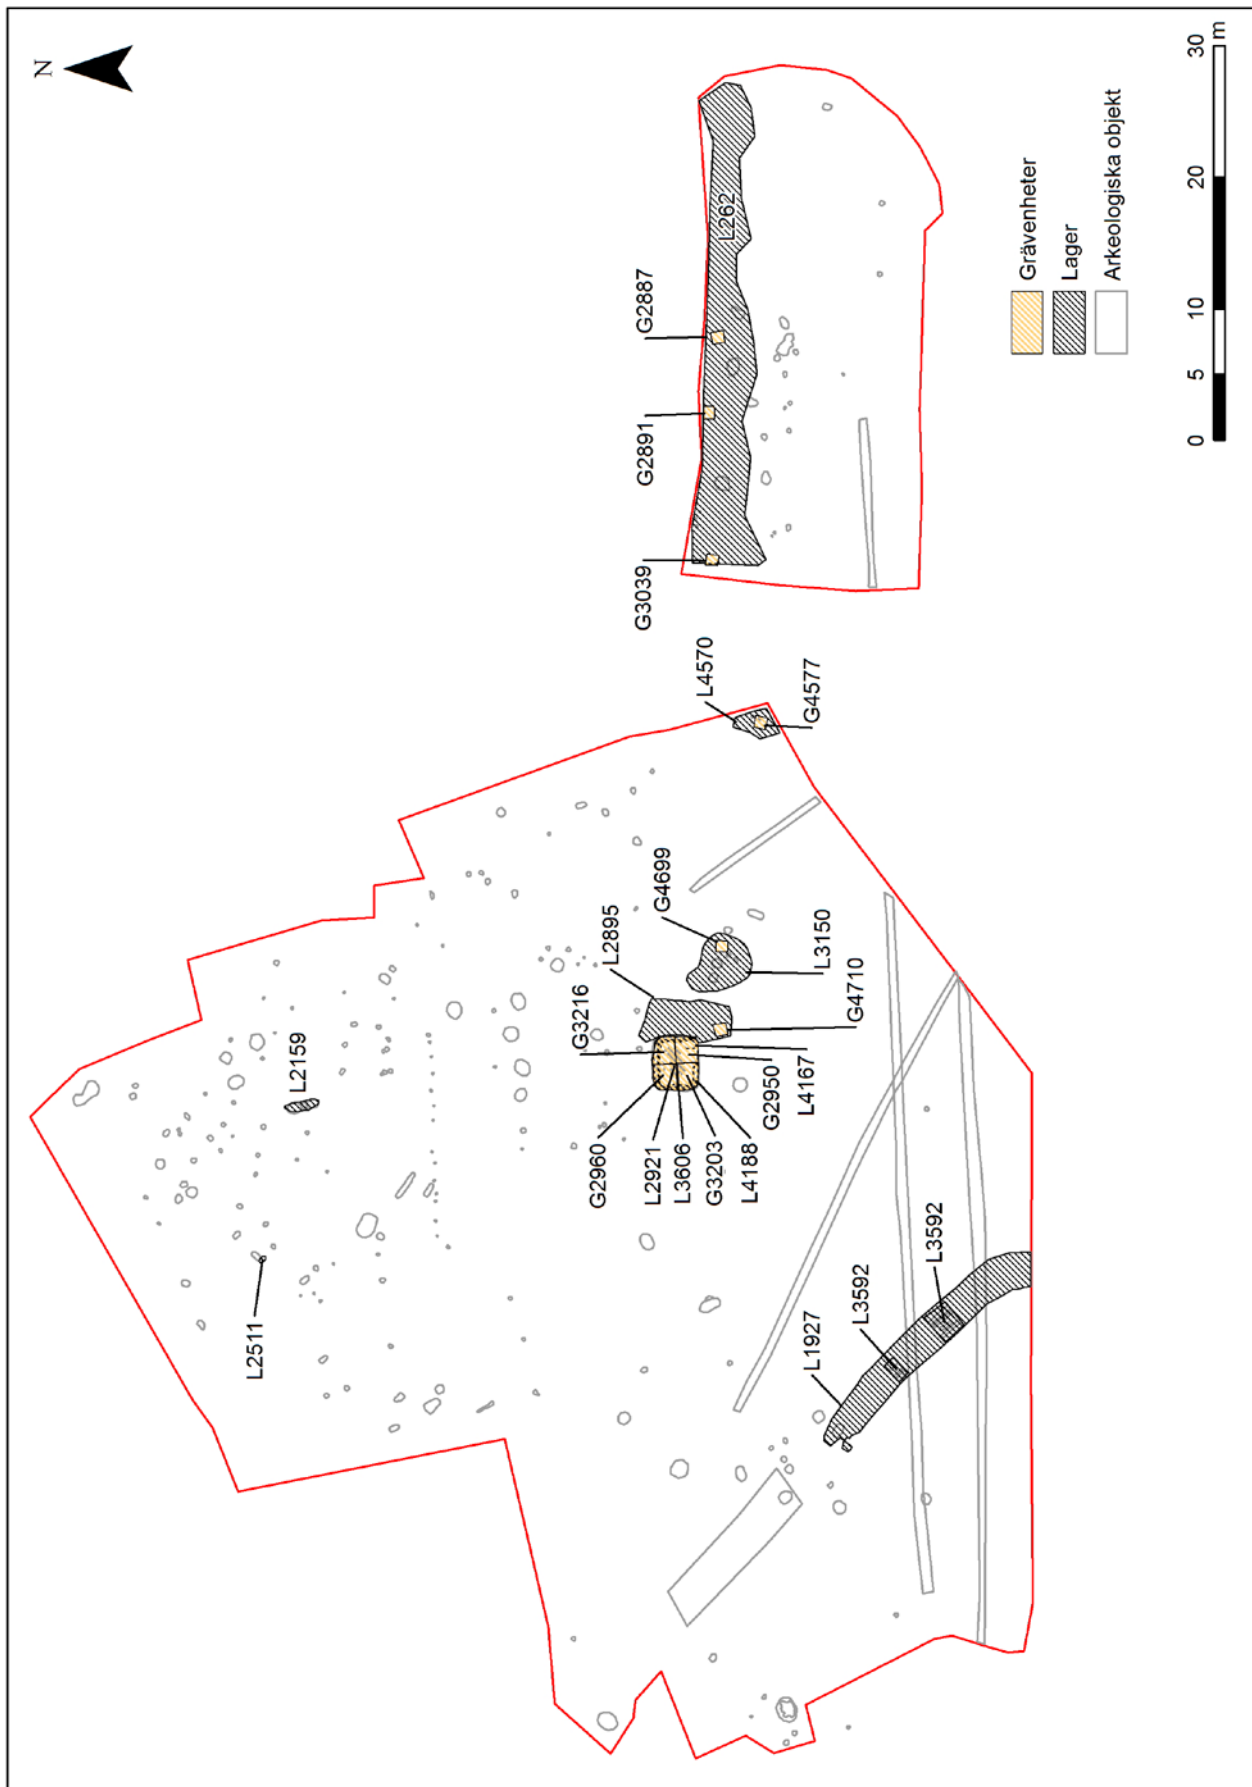 N
L2511
L2159
G2960
G3216
L2895
L2921
L3606
G3203
L4188
G2950
L4167
G4710
L3150
G4699
L4570
G4577
L1927
L3592
L3592
G3039
G2891
G2887
L262
Grävenheter
Lager
Arkeologiska objekt
0 5 10 20 30
m